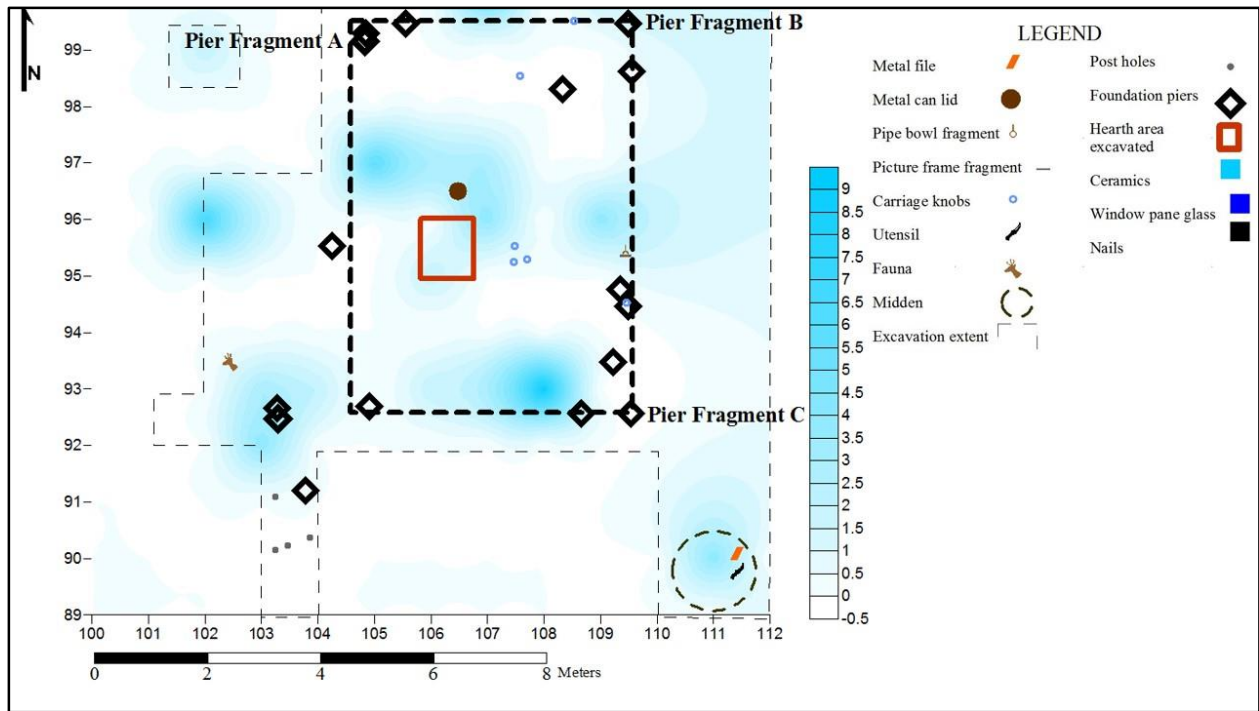 Pier Fragment A
Pier Fragment B
Pier Fragment C
N
99
98
97
96
95
94
93
92
91
90
89
100 101 102 103 104 105 106 107 108 109 110 111 112
0 2 4 6 8 Meters
9
8.5
8
7.5
7
6.5
6
5.5
5
4.5
4
3.5
3
2.5
2
1.5
1
0.5
0
-0.5
LEGEND
Metal file
Metal can lid
Pipe bowl fragment
Picture frame fragment
Carriage knobs
Utensil
Fauna
Midden
Excavation extent
Post holes
Foundation piers
Hearth area
excavated
Ceramics
Window pane glass
Nails